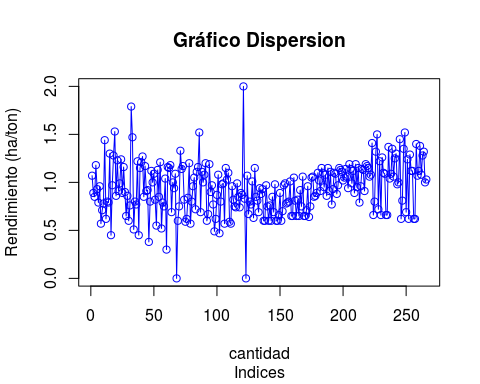 Gráfico Dispersion
Rendimiento (ha/ton)
2.0
1.5
1.0
0.5
0.0
0 50 100 150 200 250
cantidad
Indices